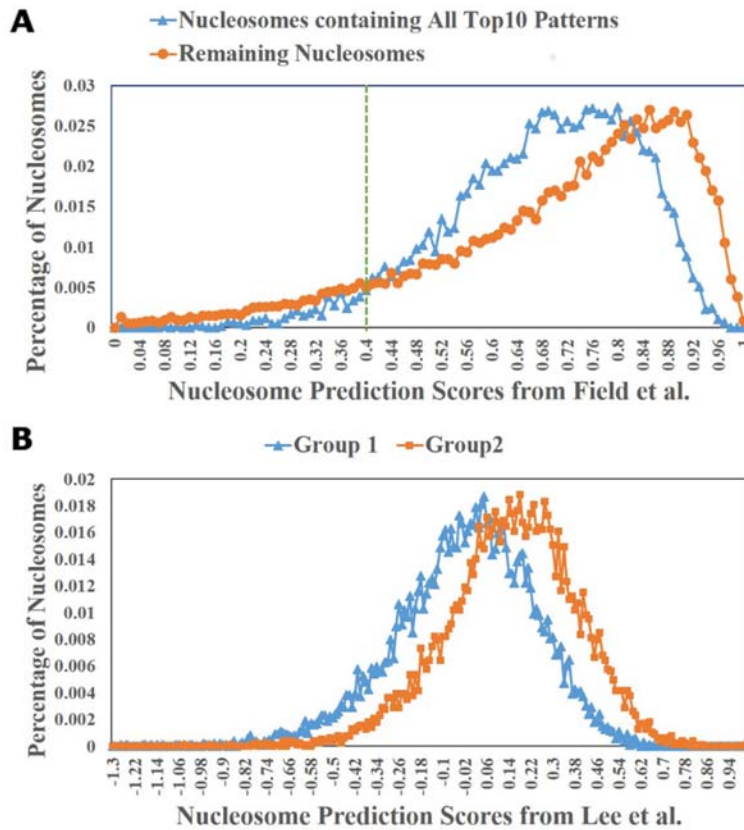 A
Nucleosomes containing All Top10 Patterns
Remaining Nucleosomes
Percentage of Nucleosomes
0.03
0.025
0.02
0.015
0.01
0.005
0
0 0.04 0.08 0.12 0.16 0.2 0.24 0.28 0.32 0.36 0.4 0.44 0.48 0.52 0.56 0.6 0.64 0.68 0.72 0.76 0.8 0.84 0.88 0.92 0.96 1
Nucleosome Prediction Scores from Field et al.
B
Group 1 Group2
Percentage of Nucleosomes
0.02
0.018
0.016
0.014
0.012
0.01
0.008
0.006
0.004
0.002
0
-1.3 -1.22 -1.14 -1.06 -0.98 -0.9 -0.82 -0.74 -0.66 -0.58 -0.5 -0.42 -0.34 -0.26 -0.18 -0.1 -0.02 0.06 0.14 0.22 0.3 0.38 0.46 0.54 0.62 0.7 0.78 0.86 0.94
Nucleosome Prediction Scores from Lee et al.